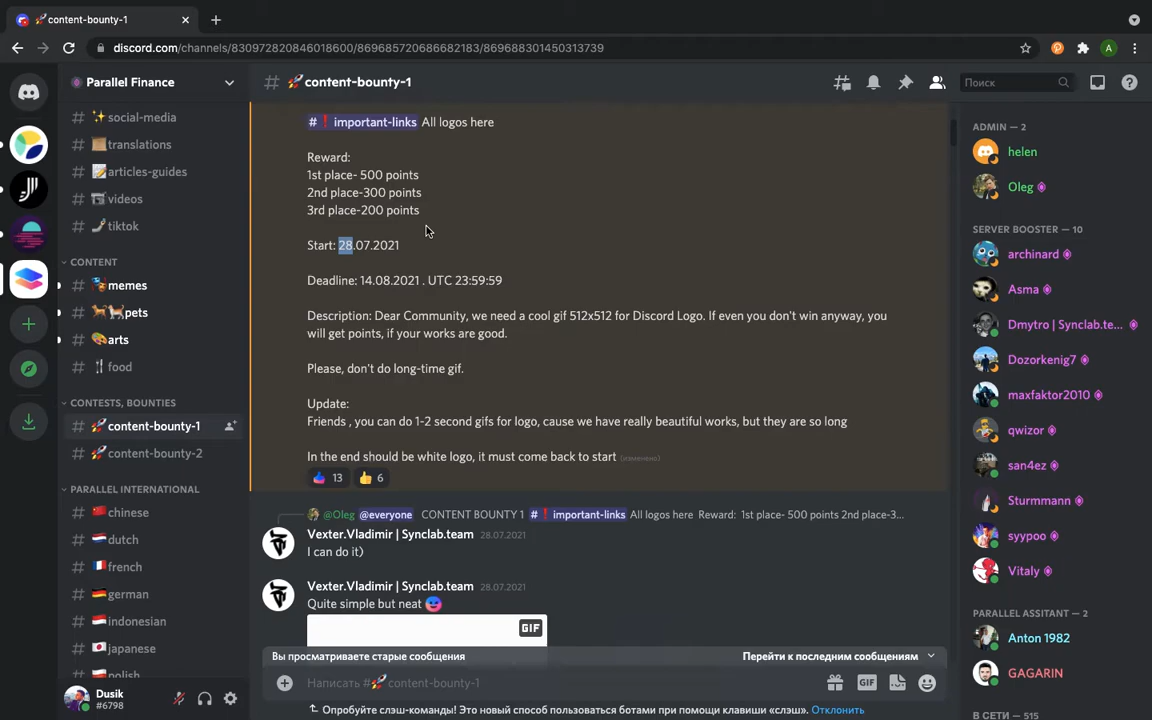 content-bounty-1
discord.com/channels/830972820846018600/869685720686682183/869688301450313739
A
Parallel Finance
content-bounty-1
Поиск
social-media
translations
articles-guides
videos
tiktok
CONTENT
memes
pets
arts
food
CONTESTS, BOUNTIES
content-bounty-1
content-bounty-2
PARALLEL INTERNATIONAL
chinese
dutch
french
german
indonesian
japanese
polish
Dusik
#6798
# important-links All logos here
Reward:
1st place- 500 points
2nd place-300 points
3rd place-200 points
Start: 28.07.2021
Deadline: 14.08.2021 . UTC 23:59:59
Description: Dear Community, we need a cool gif 512x512 for Discord Logo. If even you don't win anyway, you
will get points, if your works are good.
Please, don't do long-time gif.
Update:
Friends , you can do 1-2 second gifs for logo, cause we have really beautiful works, but they are so long
In the end should be white logo, it must come back to start (изменено)
13 6
@Oleg @everyone CONTENT BOUNTY 1 # important-links All logos here Reward: 1st place- 500 points 2nd place-3...
Vexter.Vladimir | Synclab.team 28.07.2021
I can do it)
Vexter.Vladimir | Synclab.team 28.07.2021
Quite simple but neat
GIF
Вы просматриваете старые сообщения
Перейти к последним сообщениям
Написать #content-bounty-1
GIF
Опробуйте слэш-команды! Это новый способ пользоваться ботами при помощи клавиши «слэш». Отклонить
ADMIN — 2
helen
Oleg
SERVER BOOSTER — 10
archinard
Asma
Dmytro | Synclab.te...
Dozorkenig7
maxfaktor2010
qwizor
san4ez
Sturmmann
syypoo
Vitaly
PARALLEL ASSITANT — 2
Anton 1982
GAGARIN
В СЕТИ — 515